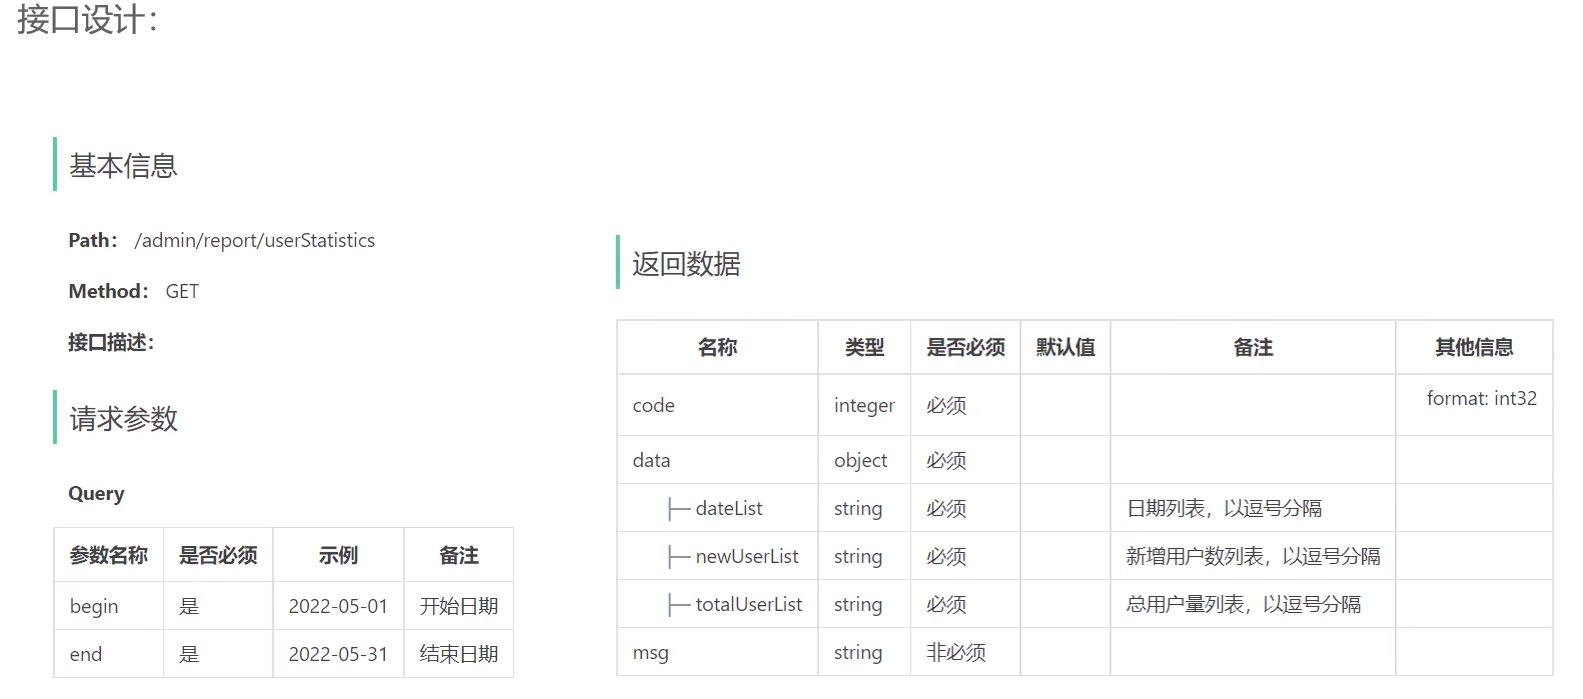 接口设计：
基本信息
Path： /admin/report/userStatistics
Method： GET
接口描述：
请求参数
Query
参数名称 是否必须 示例 备注
begin 是 2022-05-01 开始日期
end 是 2022-05-31 结束日期
返回数据
名称 类型 是否必须 默认值 备注 其他信息
code integer 必须 format: int32
data object 必须
├─ dateList string 必须 日期列表，以逗号分隔
├─ newUserList string 必须 新增用户数列表，以逗号分隔
├─ totalUserList string 必须 总用户量列表，以逗号分隔
msg string 非必须